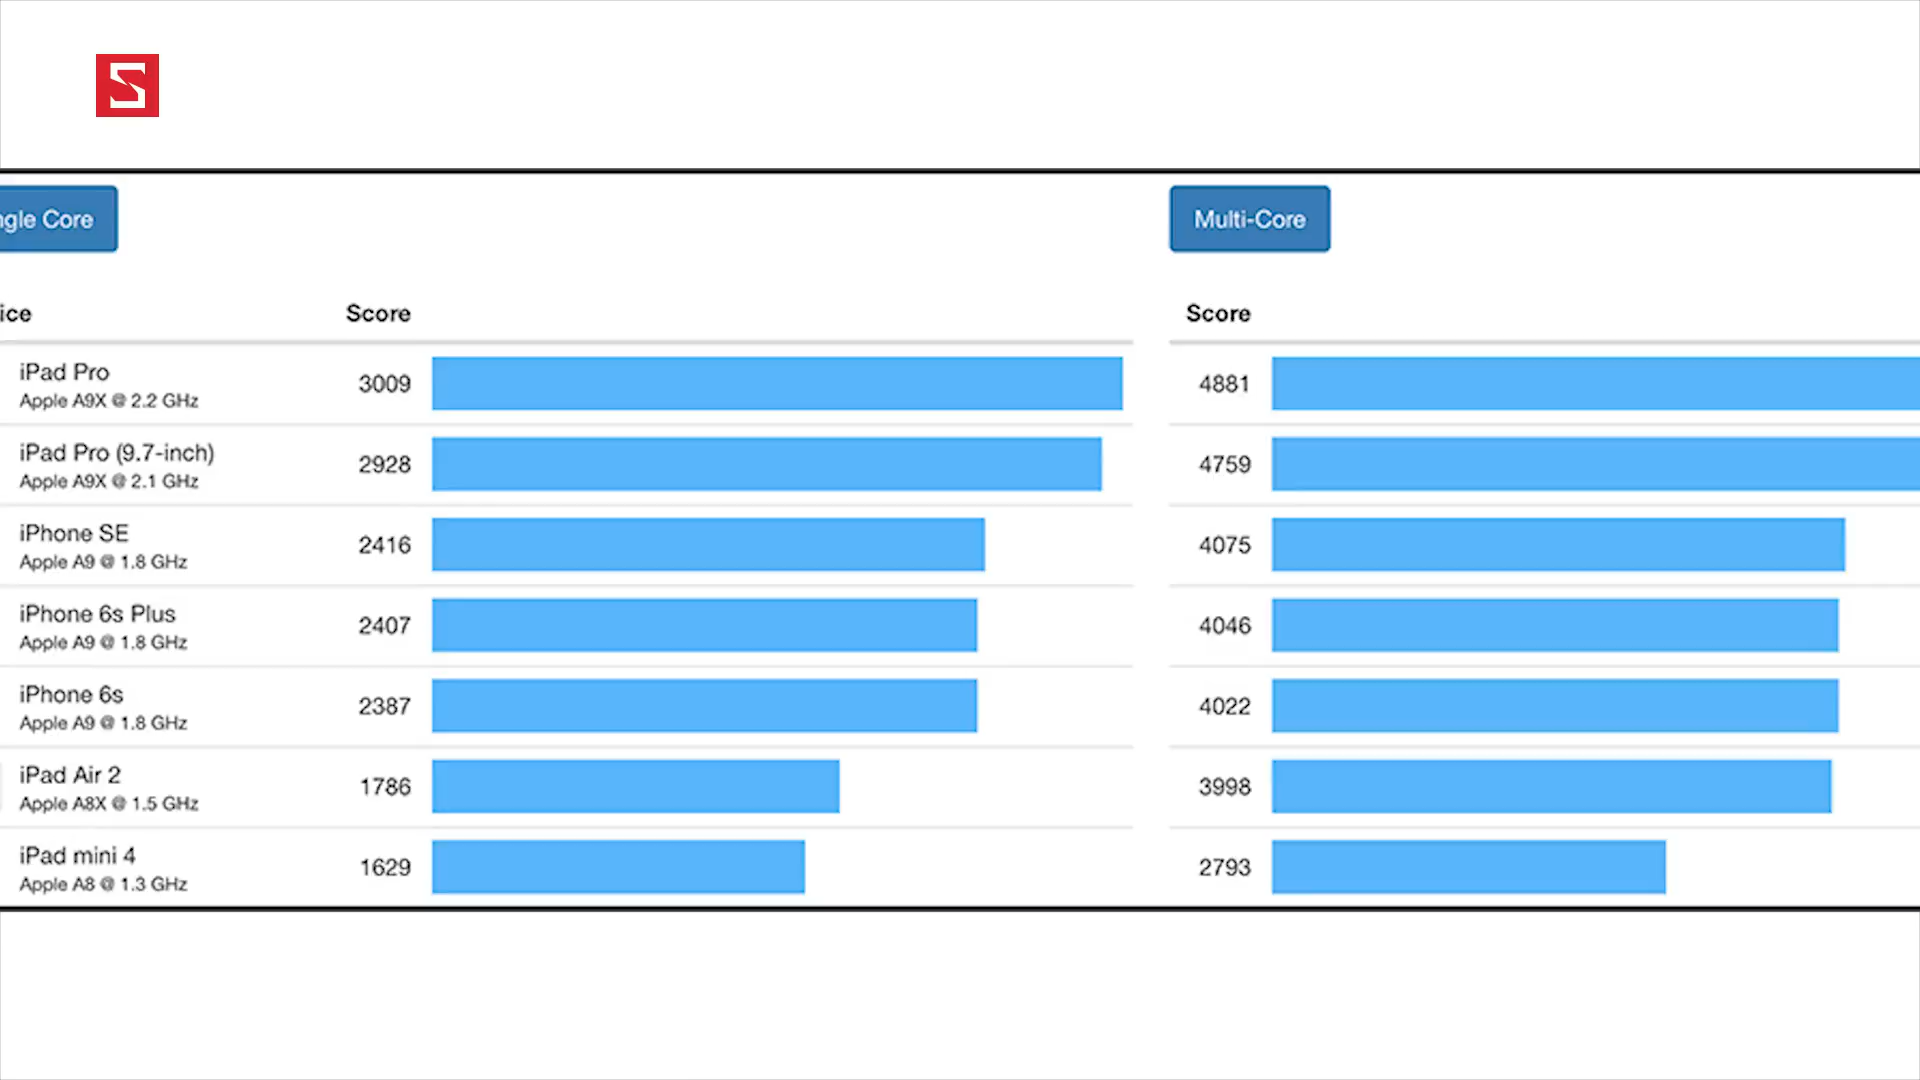 S
ngle Core
Multi-Core
ice Score Score
iPad Pro
Apple A9X @ 2.2 GHz
3009
4881
iPad Pro (9.7-inch)
Apple A9X @ 2.1 GHz
2928
4759
iPhone SE
Apple A9 @ 1.8 GHz
2416
4075
iPhone 6s Plus
Apple A9 @ 1.8 GHz
2407
4046
iPhone 6s
Apple A9 @ 1.8 GHz
2387
4022
iPad Air 2
Apple A8X @ 1.5 GHz
1786
3998
iPad mini 4
Apple A8 @ 1.3 GHz
1629
2793